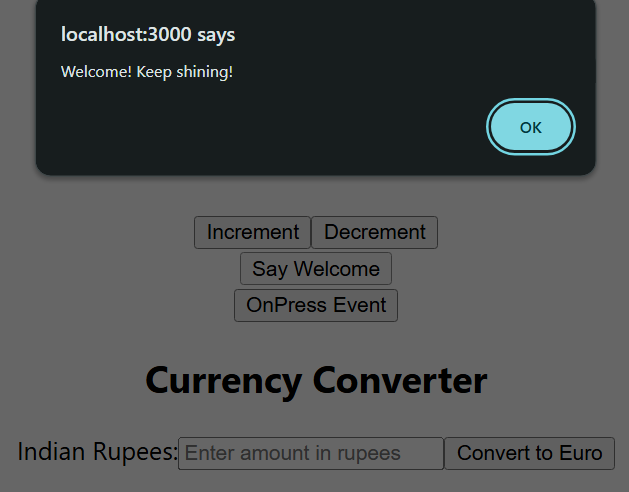 localhost:3000 says
Welcome! Keep shining!
OK
Increment Decrement
Say Welcome
OnPress Event
Currency Converter
Indian Rupees: Enter amount in rupees Convert to Euro